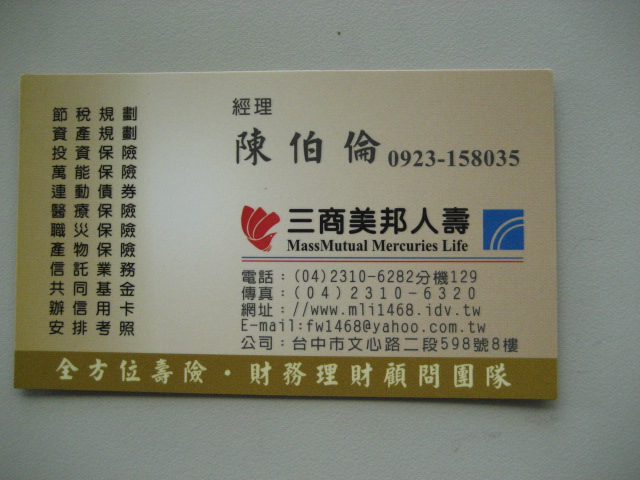 節稅規劃
資產規劃
投資保險
萬能保險
連動債券
醫療保險
職災保險
產物保險
信託業務
共同基金
辦信用卡
安排考照
經理
陳伯倫 0923-158035
三商美邦人壽
MassMutual Mercuries Life
電話：(04)2310-6282分機129
傳真：(04)2310-6320
網址：//www.mli1468.idv.tw
E-mail:fw1468@yahoo.com.tw
公司：台中市文心路二段598號8樓
全方位壽險・財務理財顧問團隊